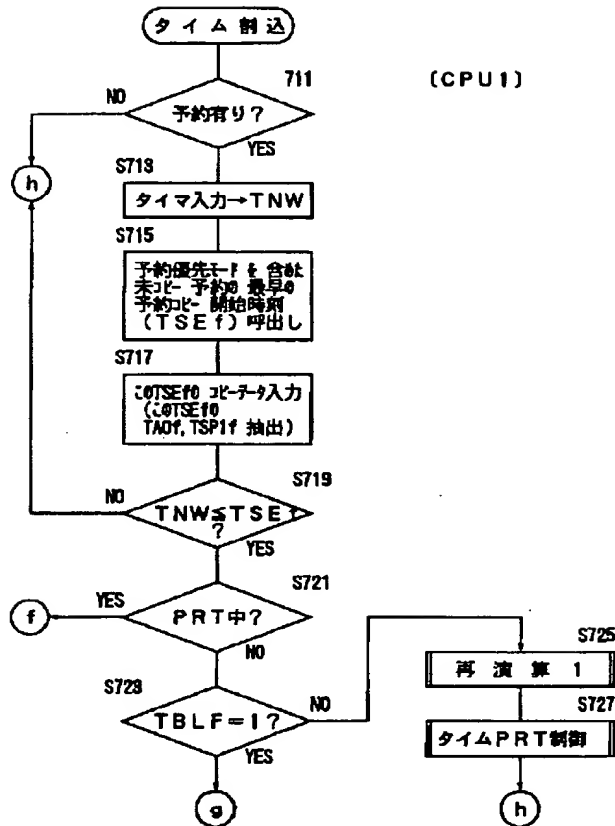 タイム割込
711
〔CPU1〕
NO
予約有り?
YES
h
S713
タイマ入力→TNW
S715
予約優先モードを含めた
未コピー予約の最早の
予約コピー開始時刻
(TSEf)呼出し
S717
このTSEfのコピーデータ入力
(このTSEfの
TAOf,TSP1f 抽出)
S719
NO
TNW≦TSEf
?
YES
S721
YES
PRT中?
f
NO
S725
再演算1
S723
NO
TBLF=1?
S727
YES
タイムPRT制御
g
h